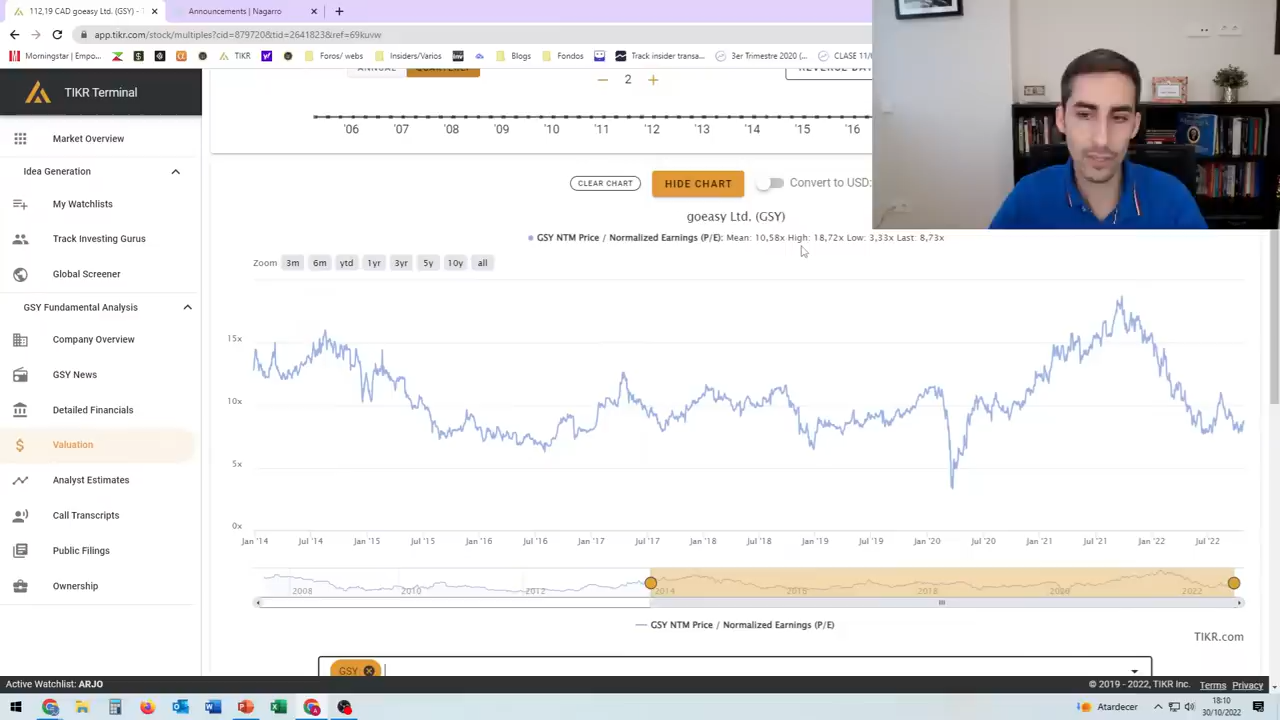 112,19 CAD goeasy Ltd. (GSY) - T
Announcements | Nagarro
app.tikr.com/stock/multiples?cid=879720&tid=2641823&ref=69kuvw
Morningstar | Empo...
TIKR
Foros/ webs
Insiders/Varios
Blogs
Fondos
Track insider transa...
3er Trimestre 2020 (...
CLASE 11/
TIKR Terminal
Market Overview
Idea Generation
My Watchlists
Track Investing Gurus
Global Screener
GSY Fundamental Analysis
Company Overview
GSY News
Detailed Financials
Valuation
Analyst Estimates
Call Transcripts
Public Filings
Ownership
ANNUAL QUARTERLY
2
'06 '07 '08 '09 '10 '11 '12 '13 '14 '15 '16
CLEAR CHART
HIDE CHART
Convert to USD:
goeasy Ltd. (GSY)
GSY NTM Price / Normalized Earnings (P/E): Mean: 10,58x High: 18,72x Low: 3,33x Last: 8,73x
Zoom 3m 6m ytd 1yr 3yr 5y 10y all
15x
10x
5x
0x
Jan '14 Jul '14 Jan '15 Jul '15 Jan '16 Jul '16 Jan '17 Jul '17 Jan '18 Jul '18 Jan '19 Jul '19 Jan '20 Jul '20 Jan '21 Jul '21 Jan '22 Jul '22
2008 2010 2012 2014 2016 2018 2020 2022
GSY NTM Price / Normalized Earnings (P/E)
TIKR.com
GSY
Active Watchlist: ARJO
© 2019 - 2022, TIKR Inc. Terms Privacy
Atardecer
18:10
30/10/2022